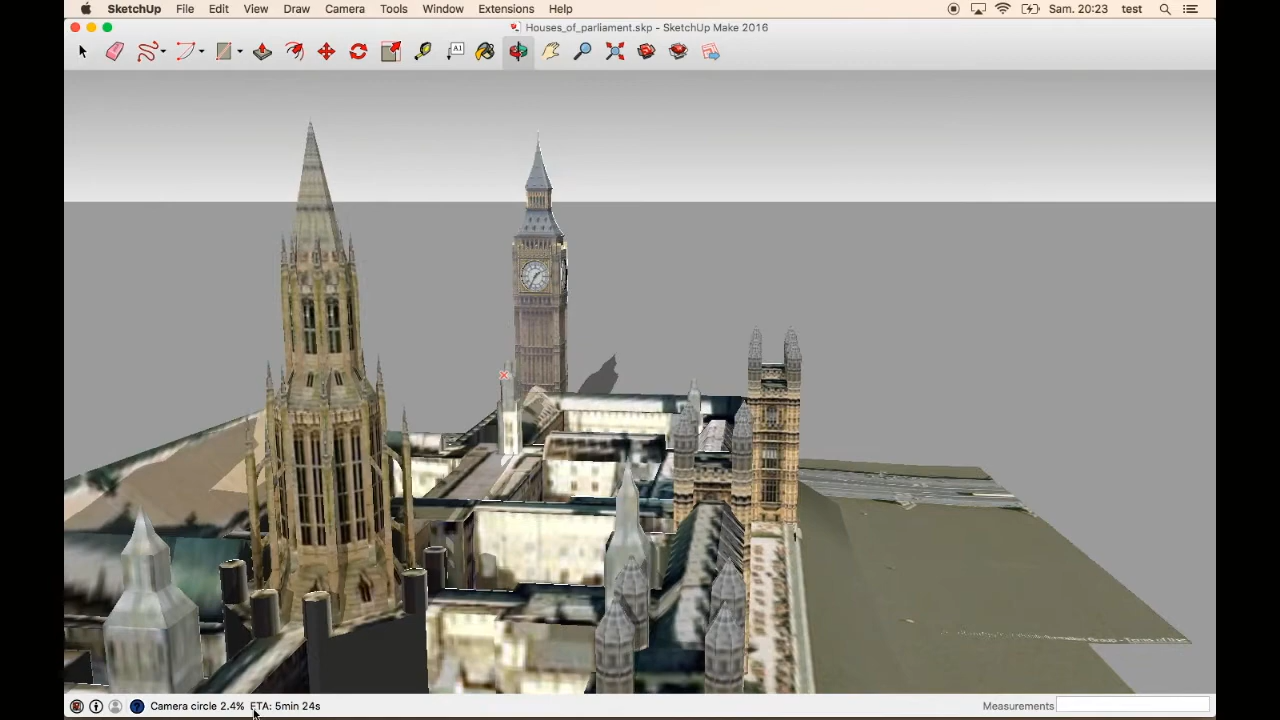 SketchUp File Edit View Draw Camera Tools Window Extensions Help Sam. 20:23 test
Houses_of_parliament.skp - SketchUp Make 2016
A1
Camera circle 2.4% ETA: 5min 24s Measurements